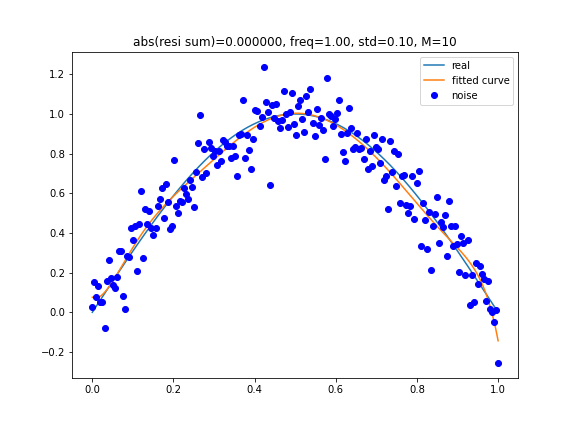 abs(resi sum)=0.000000, freq=1.00, std=0.10, M=10
real
fitted curve
noise
1.2
1.0
0.8
0.6
0.4
0.2
0.0
−0.2
0.0 0.2 0.4 0.6 0.8 1.0